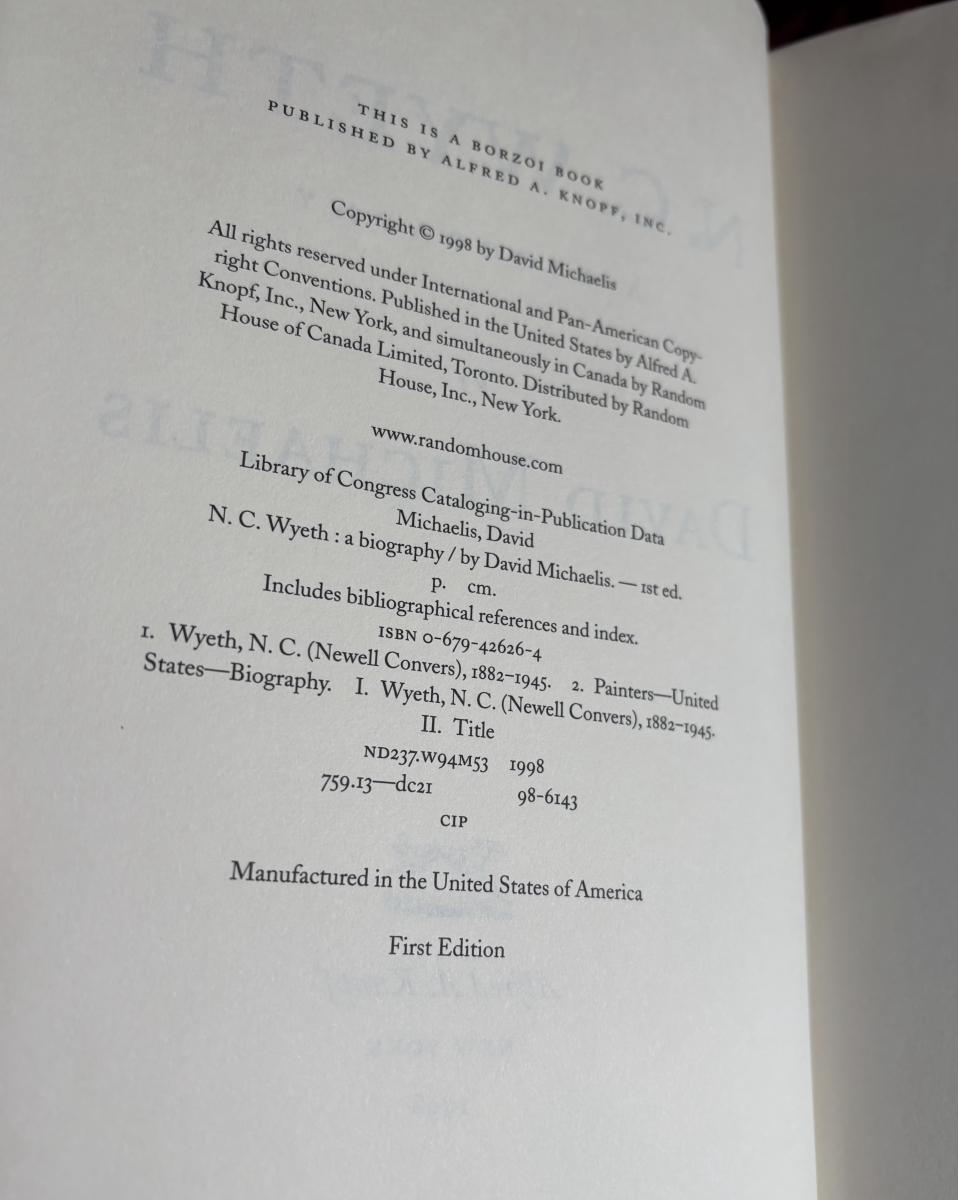 THIS IS A BORZOI BOOK
PUBLISHED BY ALFRED A. KNOPF, INC.
Copyright © 1998 by David Michaelis
All rights reserved under International and Pan-American Copy-
right Conventions. Published in the United States by Alfred A.
Knopf, Inc., New York, and simultaneously in Canada by Random
House of Canada Limited, Toronto. Distributed by Random
House, Inc., New York.
www.randomhouse.com
Library of Congress Cataloging-in-Publication Data
Michaelis, David
N. C. Wyeth : a biography / by David Michaelis. — 1st ed.
p. cm.
Includes bibliographical references and index.
ISBN 0-679-42626-4
1. Wyeth, N. C. (Newell Convers), 1882–1945. 2. Painters—United
States—Biography. I. Wyeth, N. C. (Newell Convers), 1882–1945.
II. Title
ND237.W94M53 1998
759.13—dc21 98-6143
CIP
Manufactured in the United States of America
First Edition